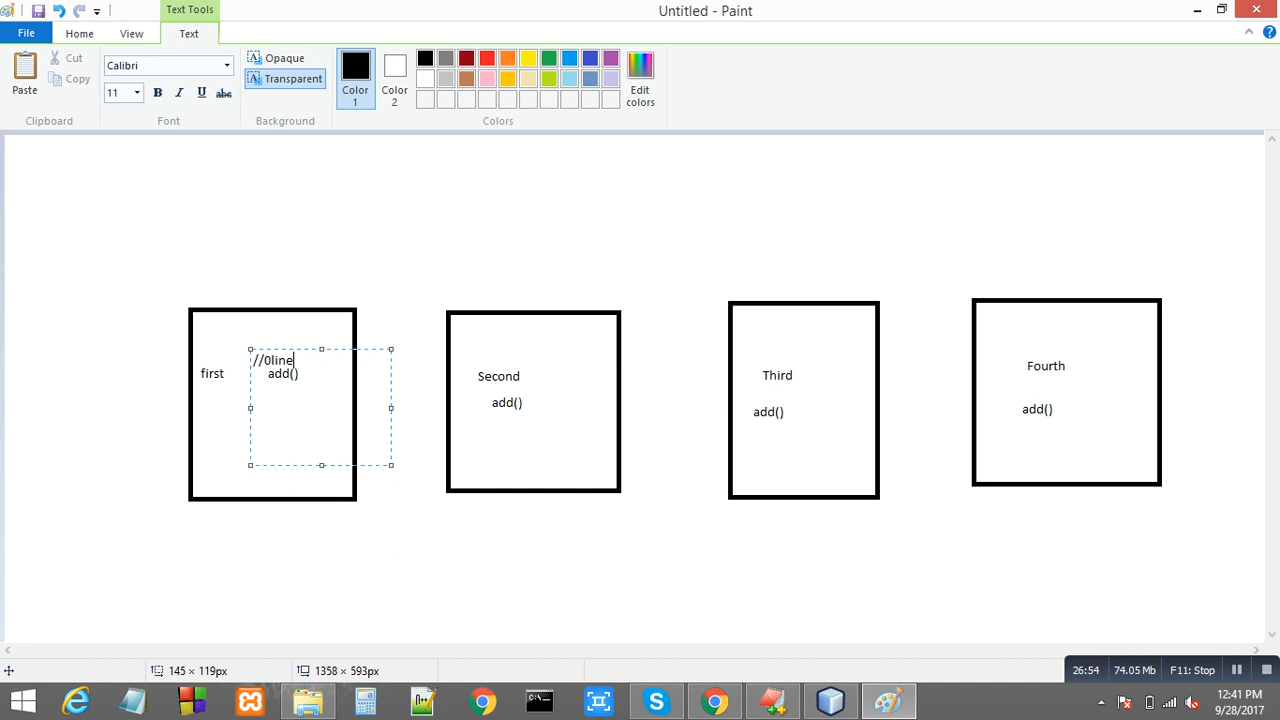 Text Tools
Untitled - Paint
File
Home
View
Text
Paste
Cut
Copy
Clipboard
Calibri
11
B
I
U
abc
Font
Opaque
Transparent
Background
Color
1
Color
2
Edit
colors
Colors
//0line
first
add()
Second
add()
Third
add()
Fourth
add()
145 × 119px
1358 × 593px
26:54
74.05 Mb
F11: Stop
12:41 PM
9/28/2017